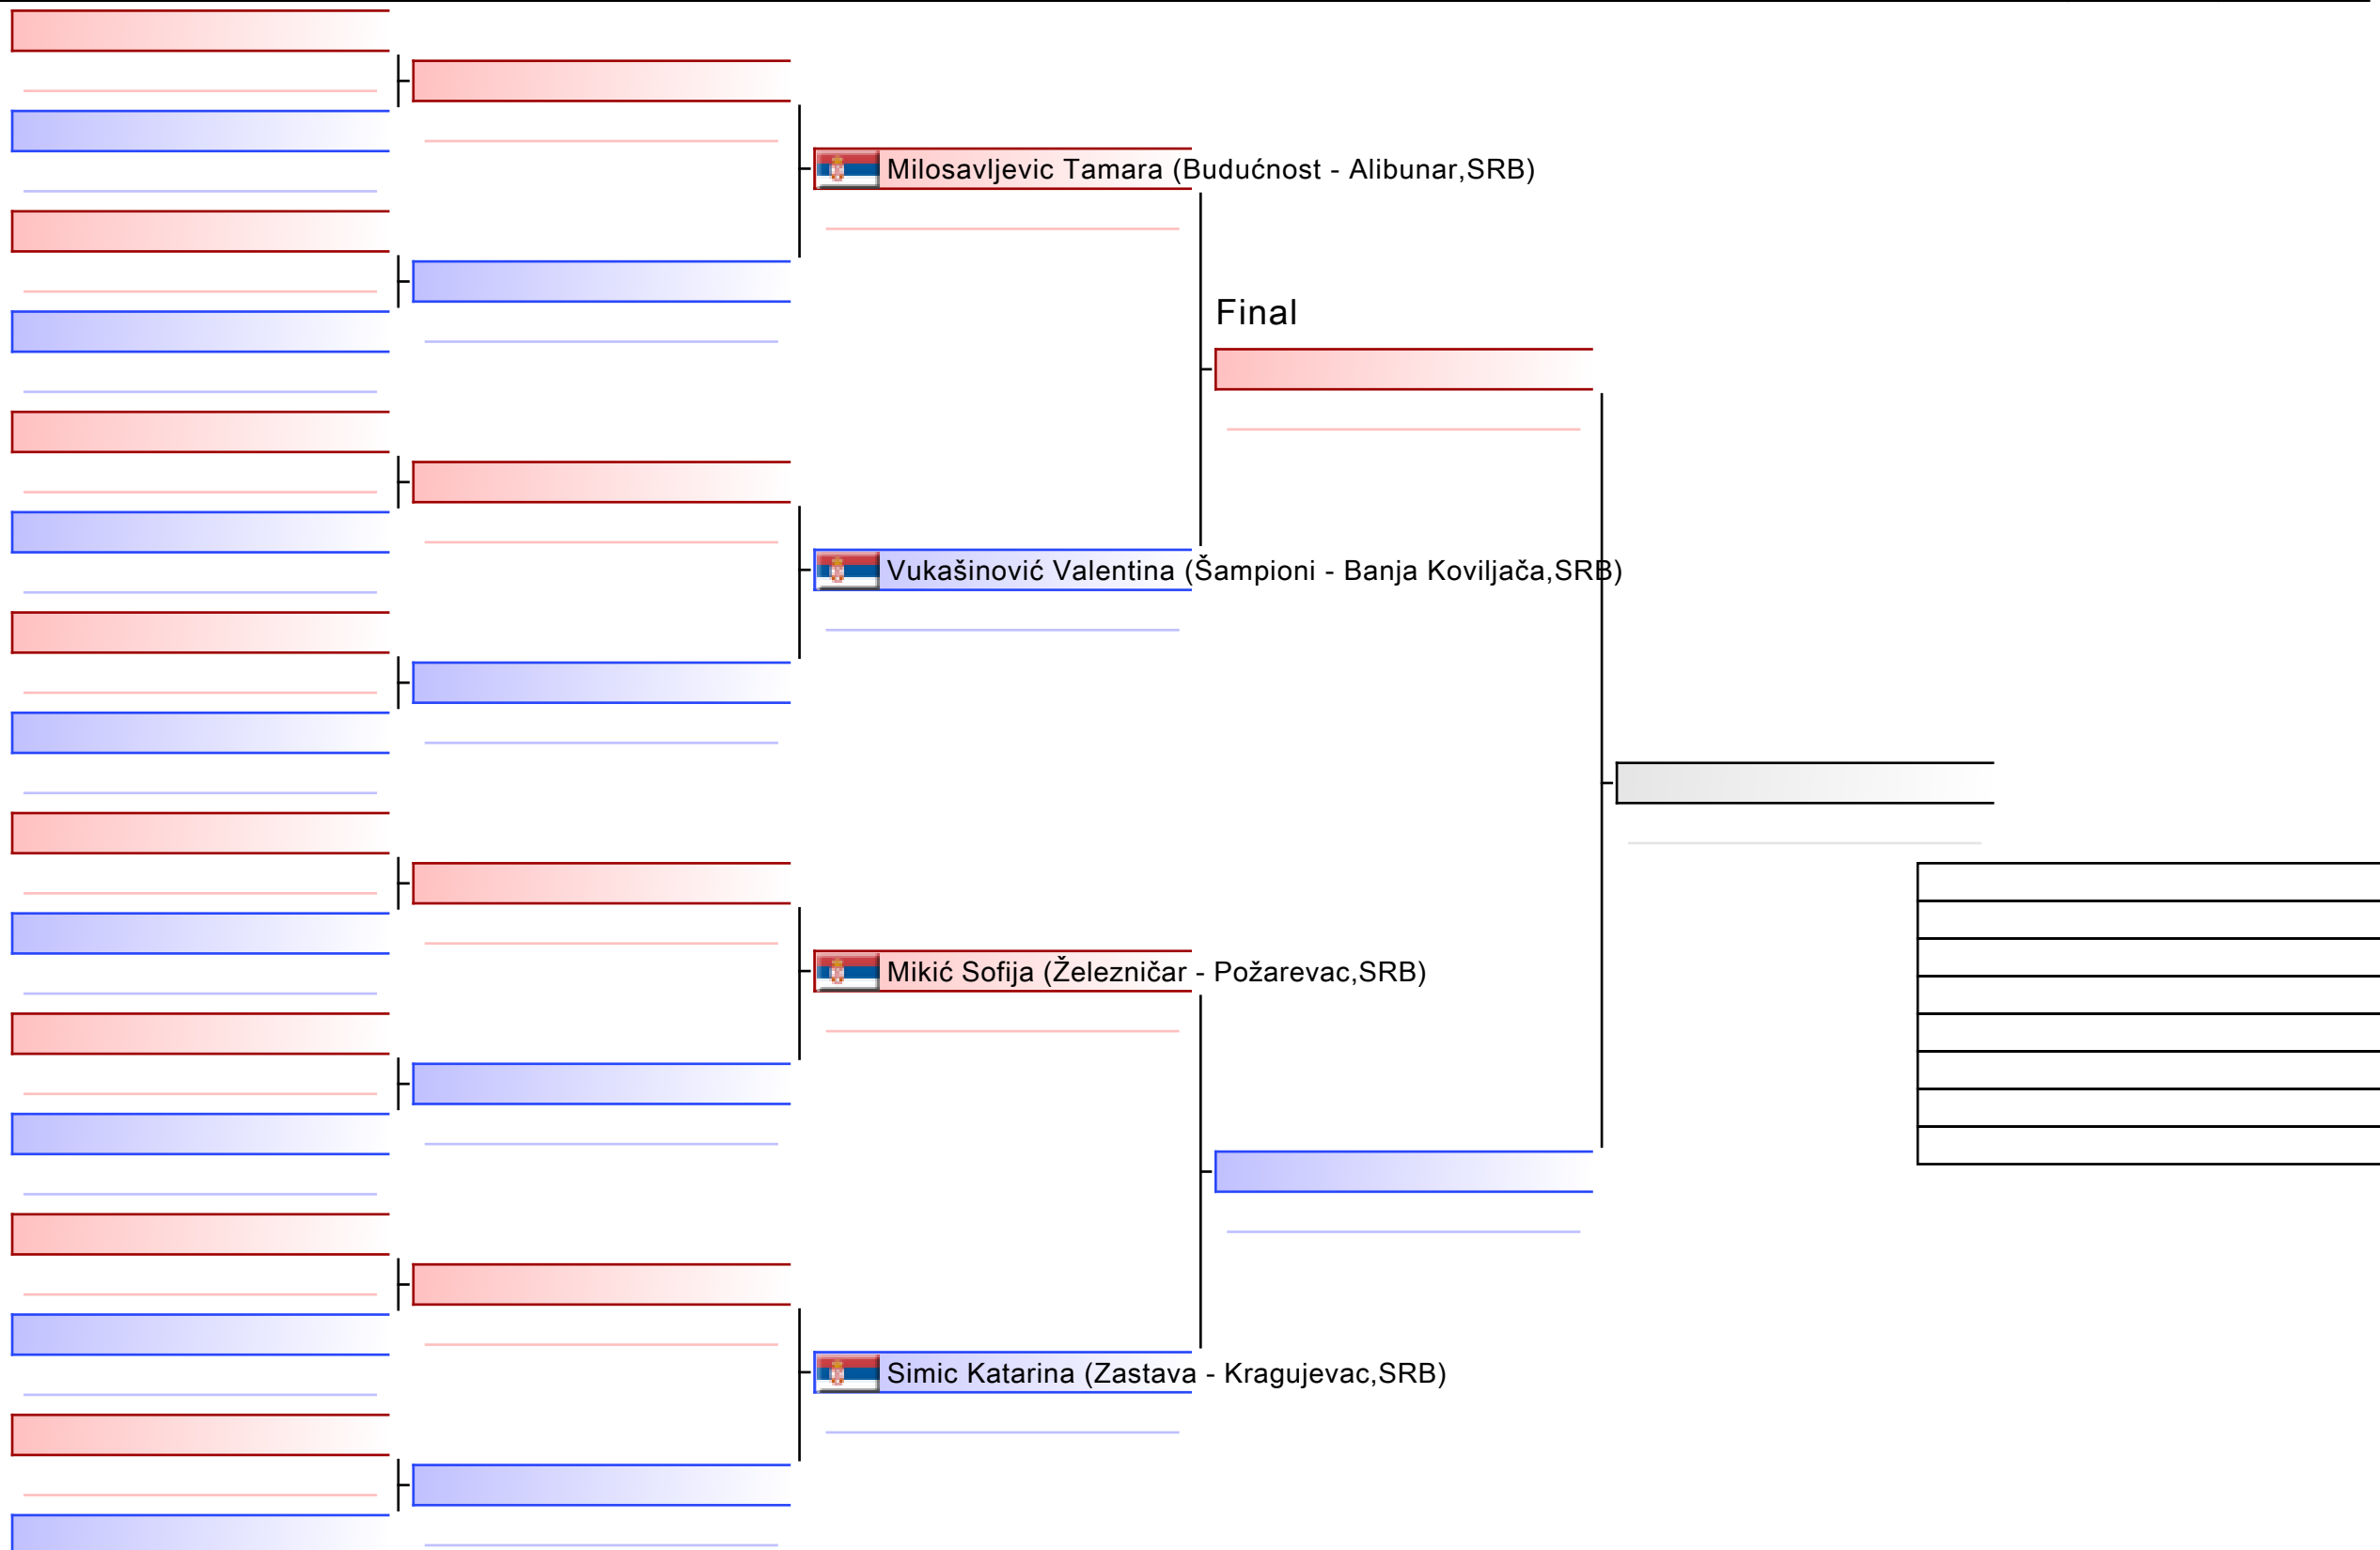 Milosavljevic Tamara (Budućnost - Alibunar,SRB)
Final
Vukašinović Valentina (Šampioni - Banja Koviljača,SRB)
Mikić Sofija (Železničar - Požarevac,SRB)
Simic Katarina (Zastava - Kragujevac,SRB)